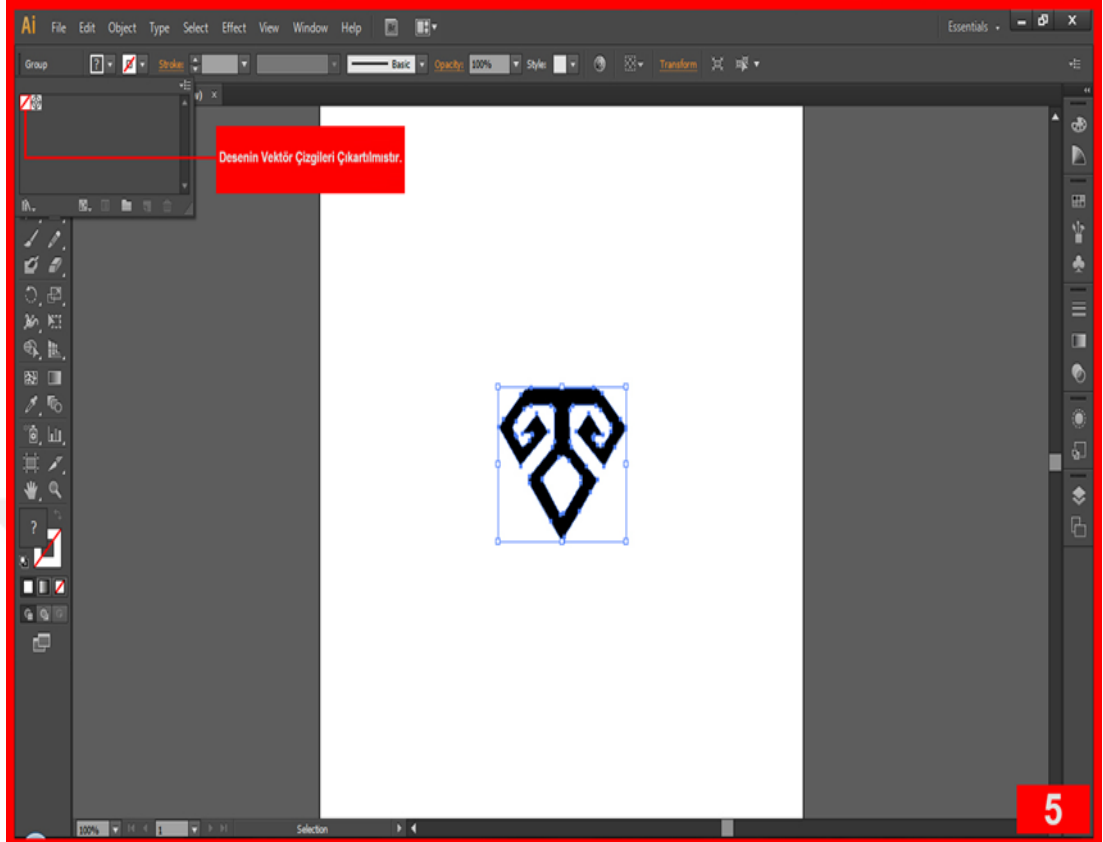 Ai File Edit Object Type Select Effect View Window Help
Essentials
Group ? Stroke: Basic Opacity: 100% Style: Transform
Desenin Vektör Çizgileri Çıkartılmıstır.
?
100% 1 Selection
5